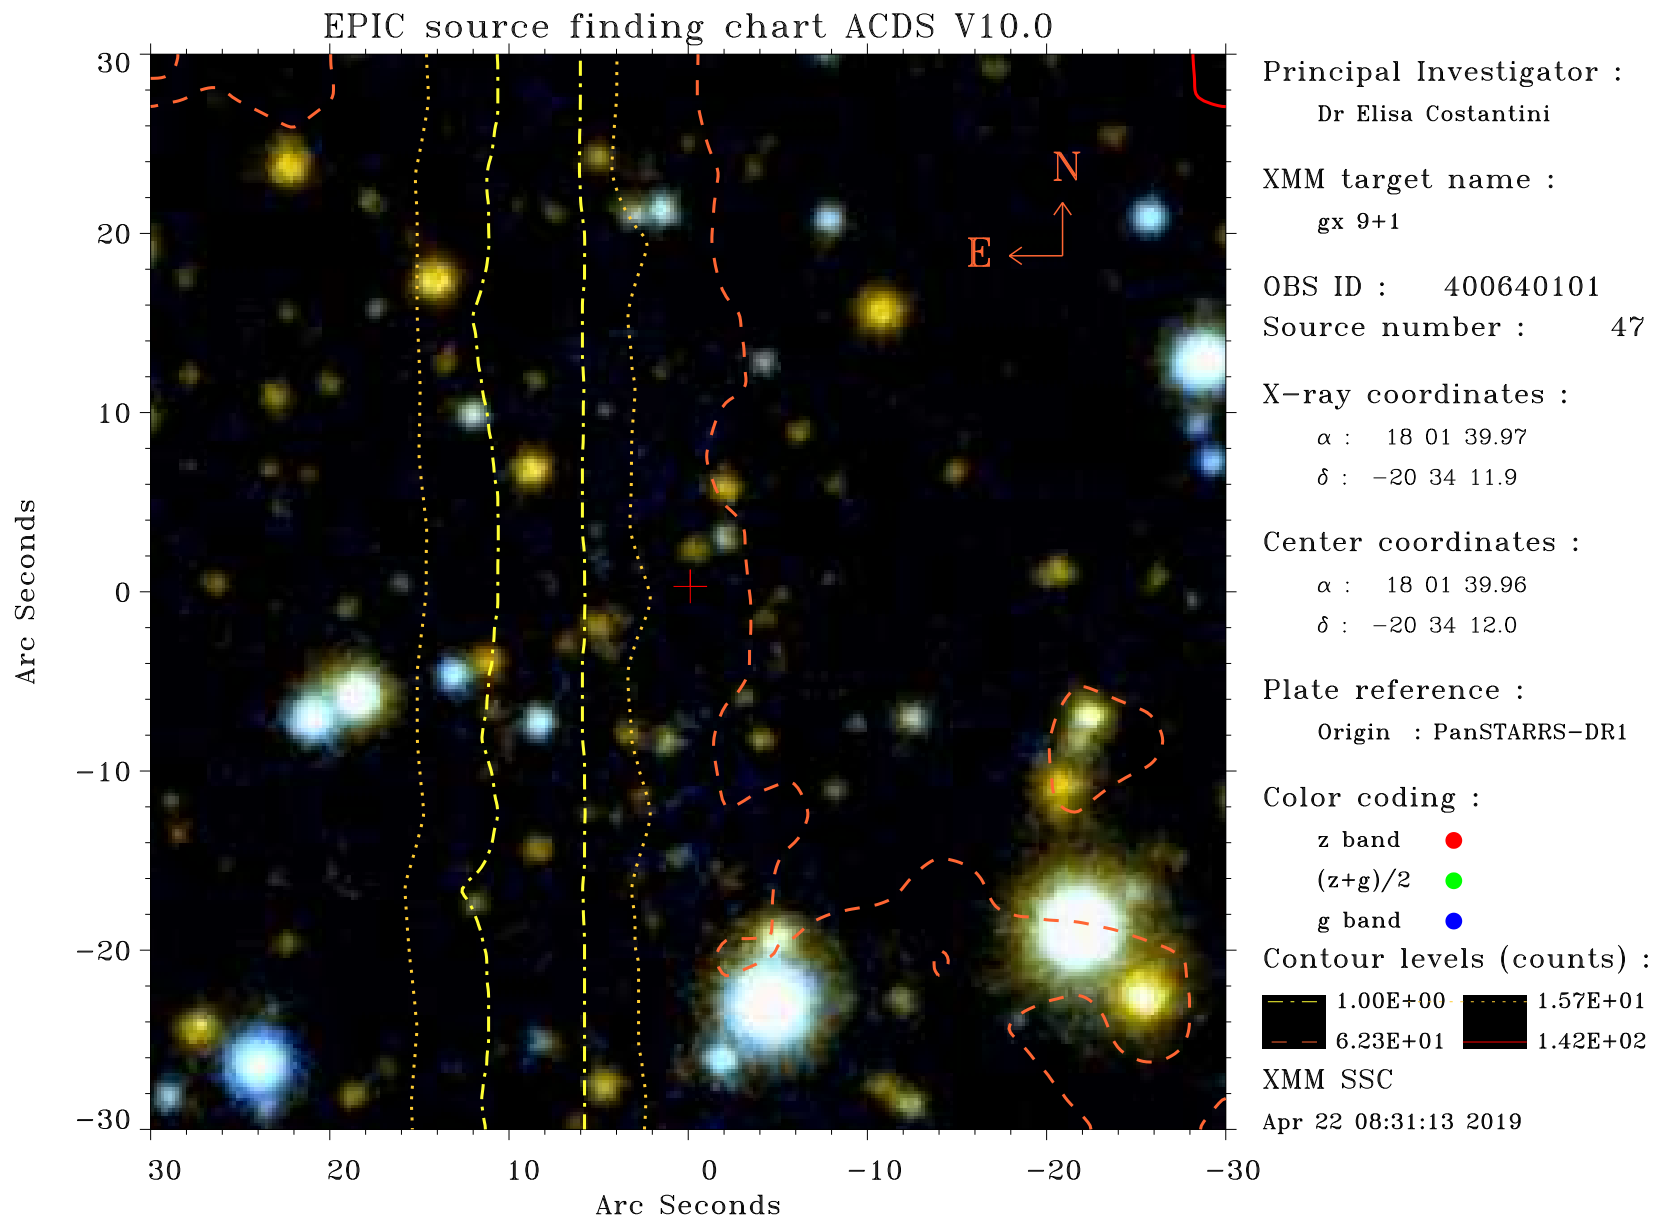 EPIC source finding chart ACDS V10.0
30
20
10
0
−10
−20
−30
Arc Seconds
N
E
30 20 10 0 −10 −20 −30
Arc Seconds
Principal Investigator :
Dr Elisa Costantini
XMM target name :
gx 9+1
OBS ID : 400640101
Source number : 47
X−ray coordinates :
α : 18 01 39.97
δ : −20 34 11.9
Center coordinates :
α : 18 01 39.96
δ : −20 34 12.0
Plate reference :
Origin : PanSTARRS−DR1
Color coding :
z band
(z+g)/2
g band
Contour levels (counts) :
1.00E+00 1.57E+01
6.23E+01 1.42E+02
XMM SSC
Apr 22 08:31:13 2019